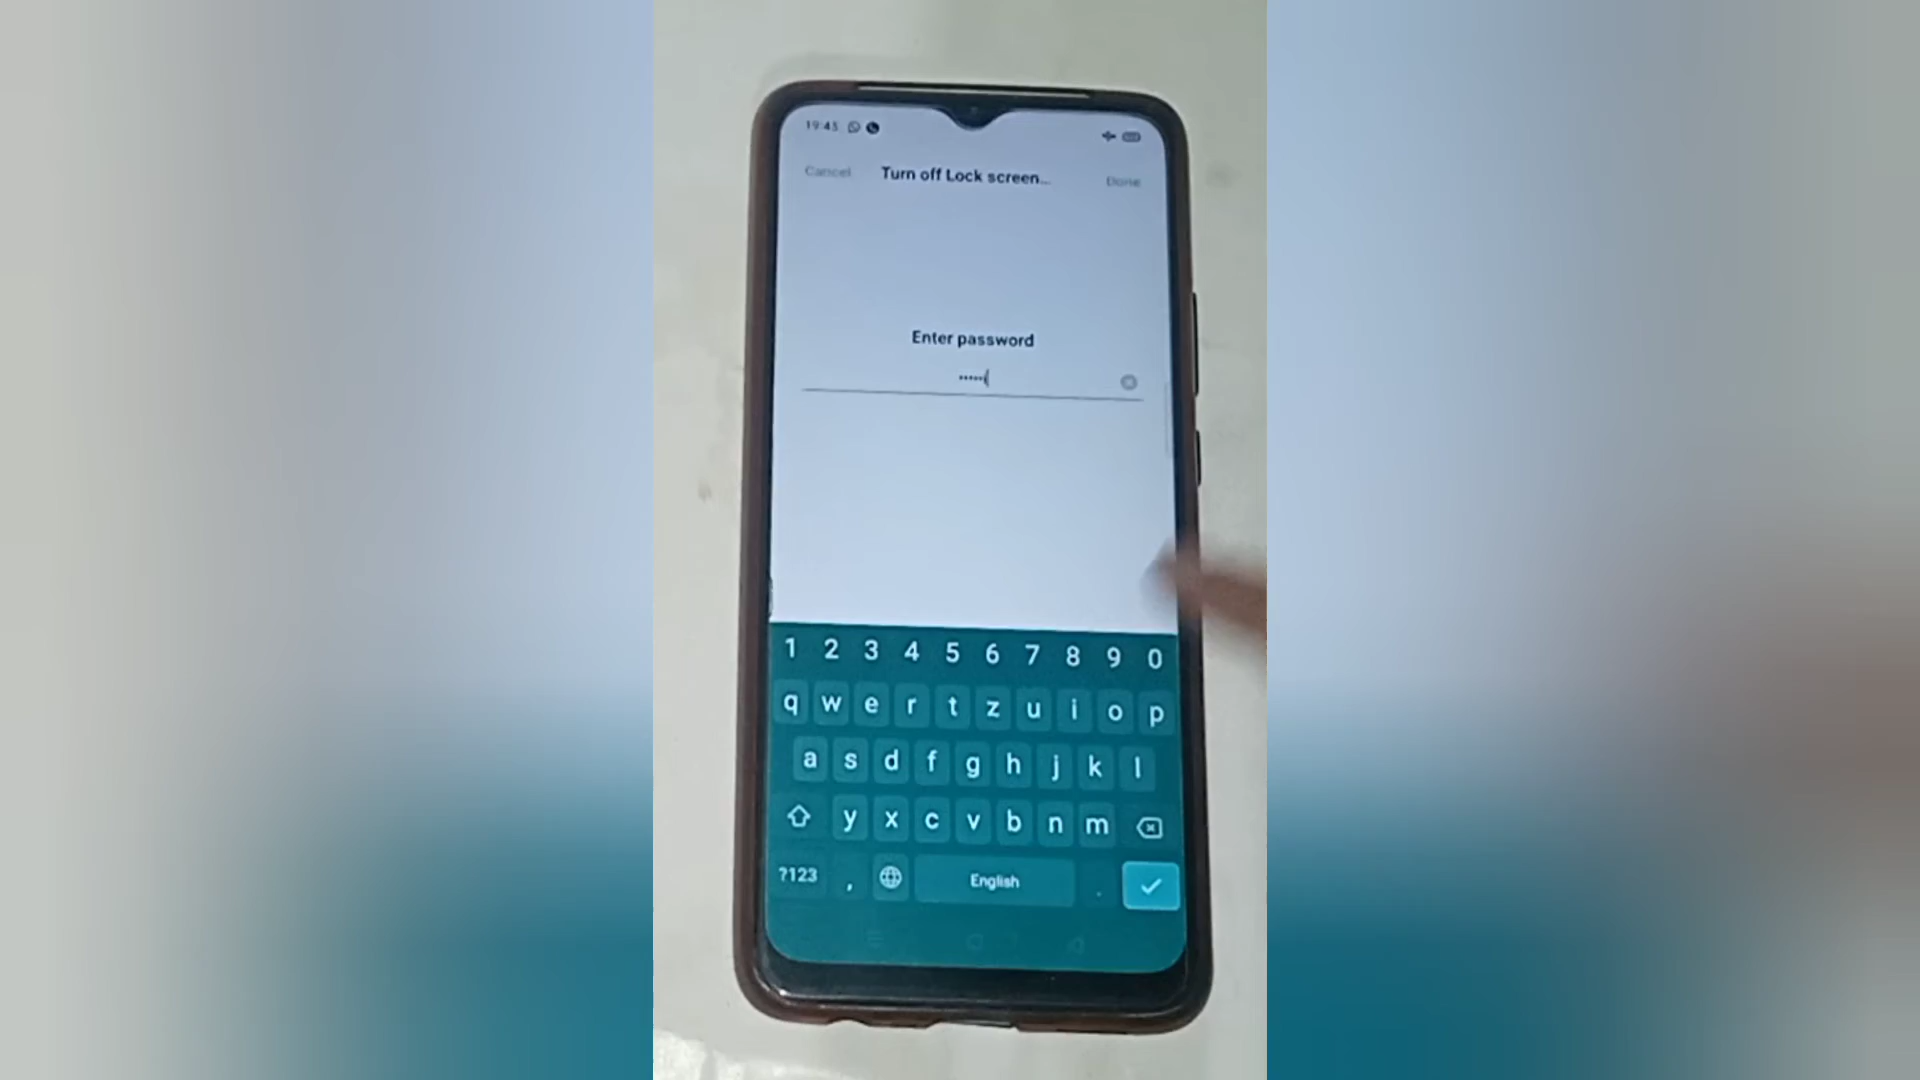 19:45
Cancel Turn off Lock screen... Done
Enter password
•••••
1 2 3 4 5 6 7 8 9 0
q w e r t z u i o p
a s d f g h j k l
y x c v b n m
?123 , English .